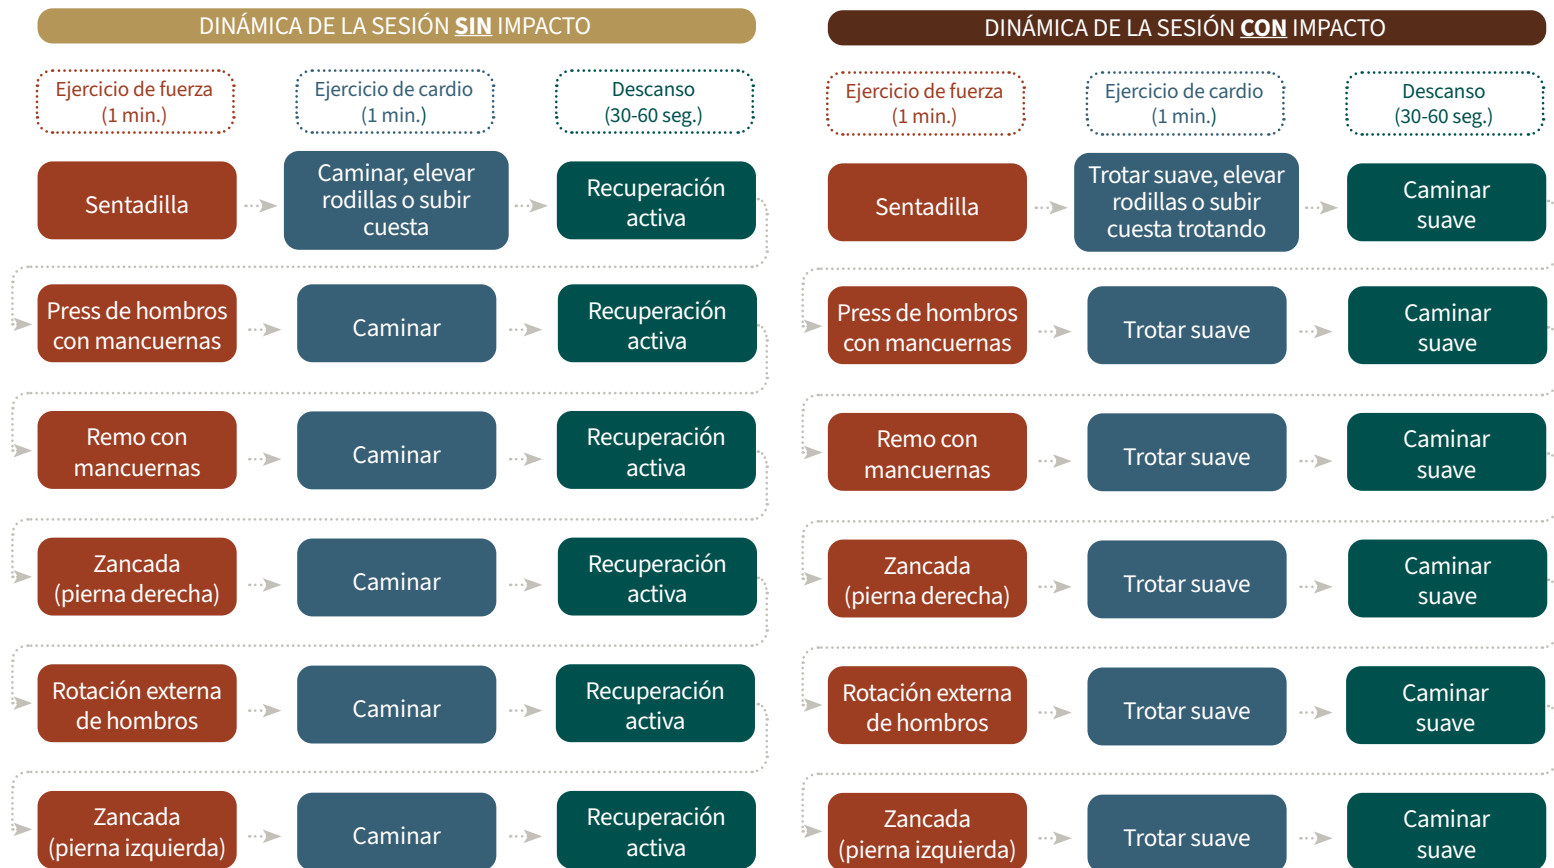 DINÁMICA DE LA SESIÓN SIN IMPACTO
Ejercicio de fuerza
(1 min.)
Ejercicio de cardio
(1 min.)
Descanso
(30-60 seg.)
Sentadilla
Caminar, elevar
rodillas o subir
cuesta
Recuperación
activa
Press de hombros
con mancuernas
Caminar
Recuperación
activa
Remo con
mancuernas
Caminar
Recuperación
activa
Zancada
(pierna derecha)
Caminar
Recuperación
activa
Rotación externa
de hombros
Caminar
Recuperación
activa
Zancada
(pierna izquierda)
Caminar
Recuperación
activa
DINÁMICA DE LA SESIÓN CON IMPACTO
Ejercicio de fuerza
(1 min.)
Ejercicio de cardio
(1 min.)
Descanso
(30-60 seg.)
Sentadilla
Trotar suave, elevar
rodillas o subir
cuesta trotando
Caminar
suave
Press de hombros
con mancuernas
Trotar suave
Caminar
suave
Remo con
mancuernas
Trotar suave
Caminar
suave
Zancada
(pierna derecha)
Trotar suave
Caminar
suave
Rotación externa
de hombros
Trotar suave
Caminar
suave
Zancada
(pierna izquierda)
Trotar suave
Caminar
suave